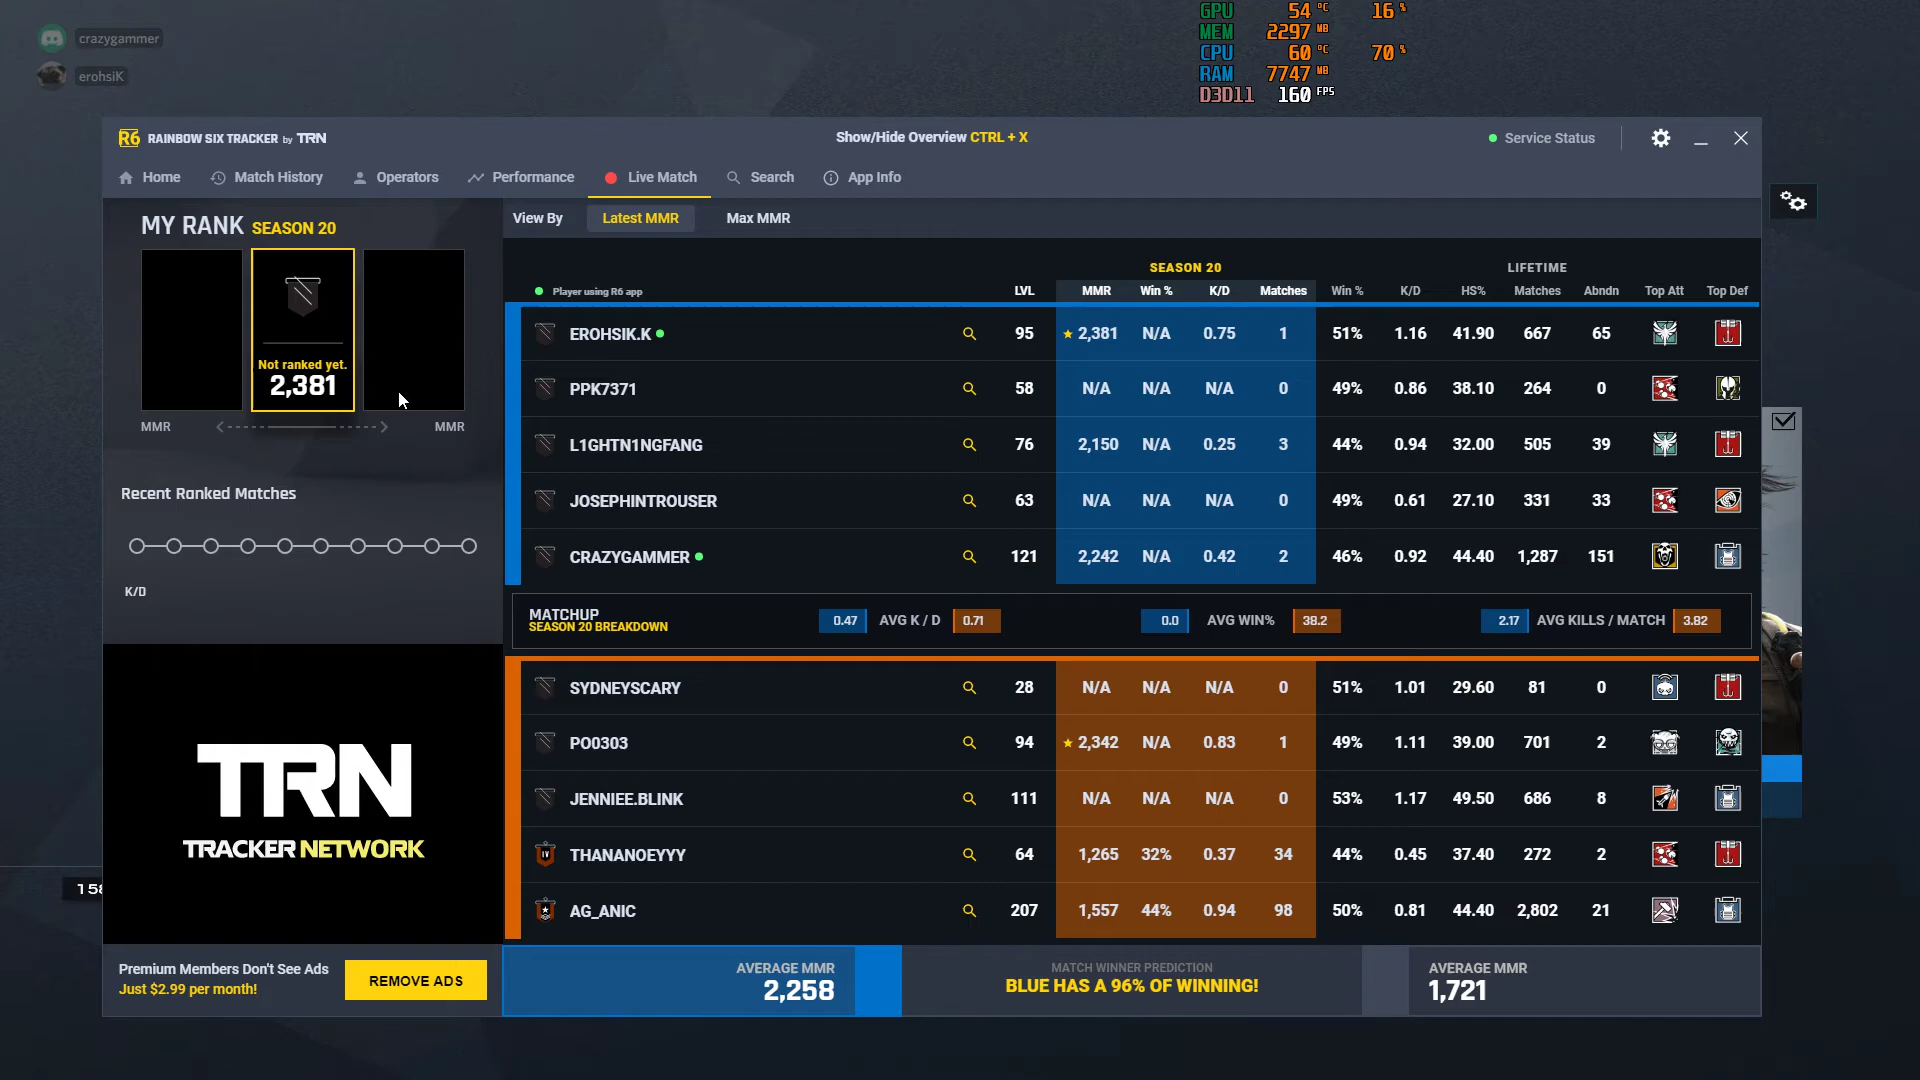 crazygammer
erohsiK
GPU 54 °C 16 %
MEM 2297 MB
CPU 60 °C 70 %
RAM 7747 MB
D3D11 160 FPS
R6 RAINBOW SIX TRACKER by TRN
Show/Hide Overview CTRL + X
Service Status
Home Match History Operators Performance Live Match Search App Info
MY RANK SEASON 20
Not ranked yet.
2,381
MMR MMR
Recent Ranked Matches
K/D
TRN
TRACKER NETWORK
Premium Members Don't See Ads
Just $2.99 per month!
REMOVE ADS
View By Latest MMR Max MMR
SEASON 20 LIFETIME
Player using R6 app LVL MMR Win % K/D Matches Win % K/D HS% Matches Abndn Top Att Top Def
EROHSIK.K 95 2,381 N/A 0.75 1 51% 1.16 41.90 667 65
PPK7371 58 N/A N/A N/A 0 49% 0.86 38.10 264 0
L1GHTN1NGFANG 76 2,150 N/A 0.25 3 44% 0.94 32.00 505 39
JOSEPHINTROUSER 63 N/A N/A N/A 0 49% 0.61 27.10 331 33
CRAZYGAMMER 121 2,242 N/A 0.42 2 46% 0.92 44.40 1,287 151
MATCHUP
SEASON 20 BREAKDOWN
0.47 AVG K / D 0.71 0.0 AVG WIN% 38.2 2.17 AVG KILLS / MATCH 3.82
SYDNEYSCARY 28 N/A N/A N/A 0 51% 1.01 29.60 81 0
PO0303 94 2,342 N/A 0.83 1 49% 1.11 39.00 701 2
JENNIEE.BLINK 111 N/A N/A N/A 0 53% 1.17 49.50 686 8
THANANOEYYY 64 1,265 32% 0.37 34 44% 0.45 37.40 272 2
AG_ANIC 207 1,557 44% 0.94 98 50% 0.81 44.40 2,802 21
AVERAGE MMR
2,258
MATCH WINNER PREDICTION
BLUE HAS A 96% OF WINNING!
AVERAGE MMR
1,721